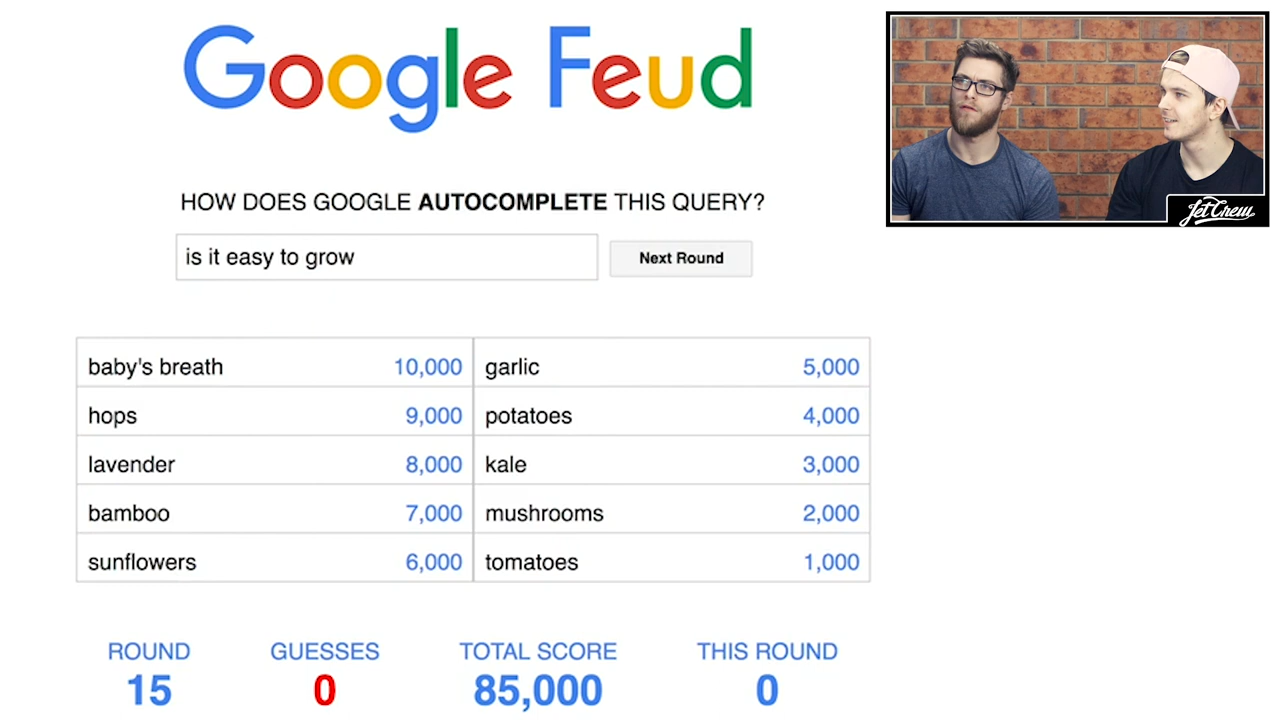 Google Feud
JetCrew
HOW DOES GOOGLE AUTOCOMPLETE THIS QUERY?
is it easy to grow
Next Round
baby's breath 10,000 garlic 5,000
hops 9,000 potatoes 4,000
lavender 8,000 kale 3,000
bamboo 7,000 mushrooms 2,000
sunflowers 6,000 tomatoes 1,000
ROUND GUESSES TOTAL SCORE THIS ROUND
15 0 85,000 0